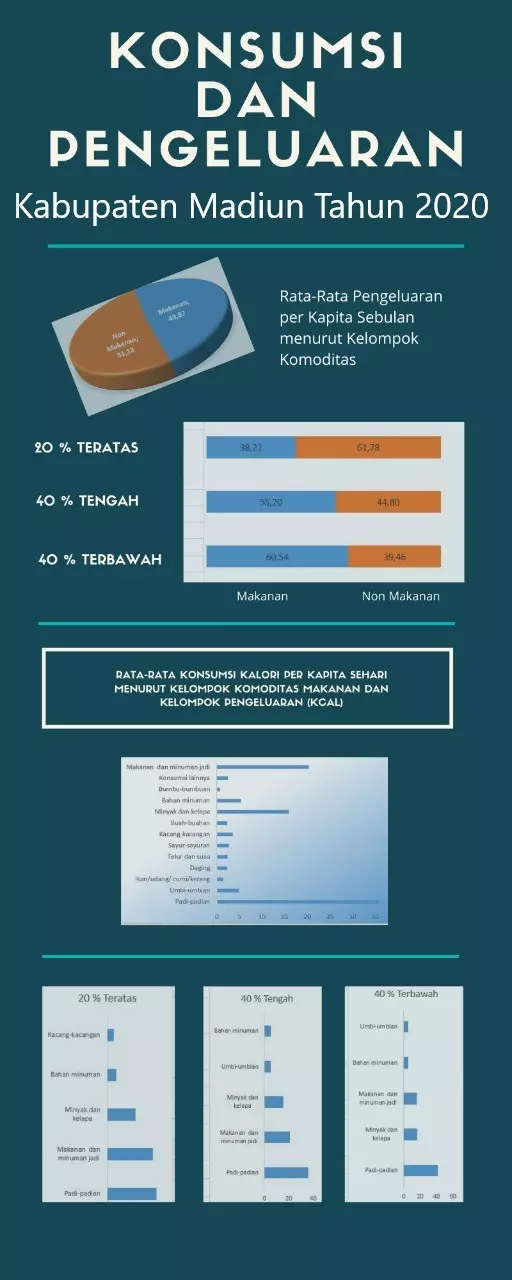 KONSUMSI
DAN
PENGELUARAN
Kabupaten Madiun Tahun 2020
Makanan;
Non
Makanan;
Rata-Rata Pengeluaran
per Kapita Sebulan
menurut Kelompok
Komoditas
20 % TERATAS
38,22 61,78
40 % TENGAH
55,20 44,80
40 % TERBAWAH
60,54 39,46
Makanan Non Makanan
RATA-RATA KONSUMSI KALORI PER KAPITA SEHARI
MENURUT KELOMPOK KOMODITAS MAKANAN DAN
KELOMPOK PENGELUARAN (KCAL)
Makanan dan minuman jadi
Konsumsi lainnya
Bumbu-bumbuan
Bahan minuman
Minyak dan kelapa
Buah-buahan
Kacang-kacangan
Sayur-sayuran
Telur dan susu
Daging
Ikan/udang/ cumi/kerang
Umbi-umbian
Padi-padian
0 5 10 15 20 25 30 35
20 % Teratas
Kacang-kacangan
Bahan minuman
Minyak dan
kelapa
Makanan dan
minuman jadi
Padi-padian
40 % Tengah
Bahan minuman
Umbi-umbian
Minyak dan
kelapa
Makanan dan
minuman jadi
Padi-padian
0 20 40
40 % Terbawah
Umbi-umbian
Bahan minuman
Makanan dan
minuman jadi
Minyak dan
kelapa
Padi-padian
0 20 40 60